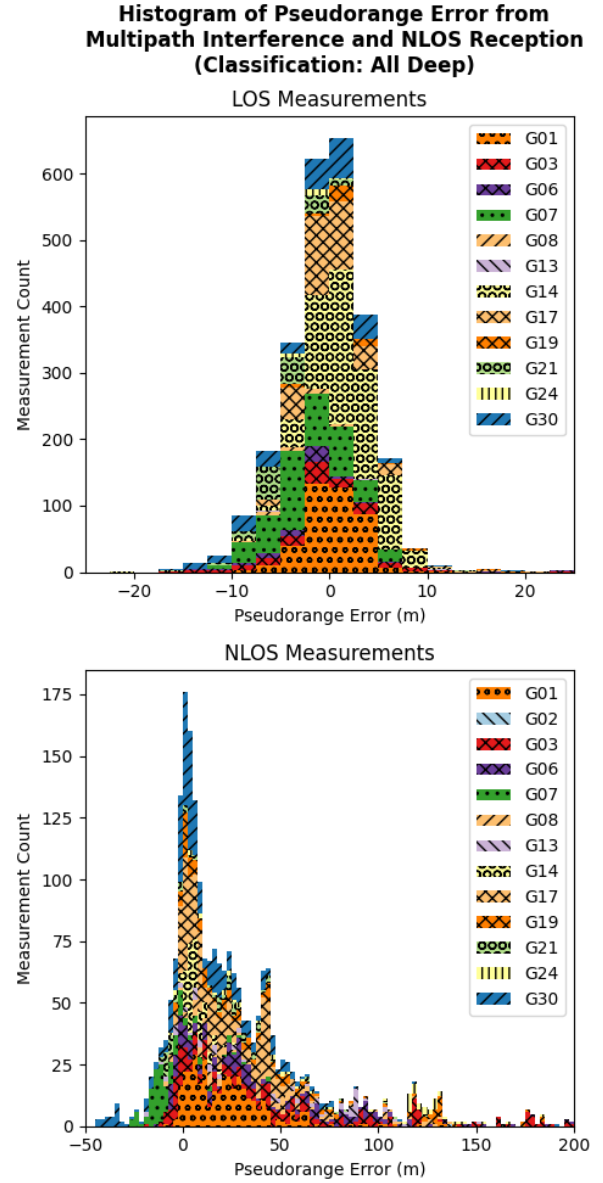 Histogram of Pseudorange Error from
Multipath Interference and NLOS Reception
(Classification: All Deep)
LOS Measurements
G01
G03
G06
G07
G08
G13
G14
G17
G19
G21
G24
G30
600
500
400
300
200
100
0
Measurement Count
−20
−10
0
10
20
Pseudorange Error (m)
NLOS Measurements
G01
G02
G03
G06
G07
G08
G13
G14
G17
G19
G21
G24
G30
175
150
125
100
75
50
25
0
Measurement Count
−50
0
50
100
150
200
Pseudorange Error (m)